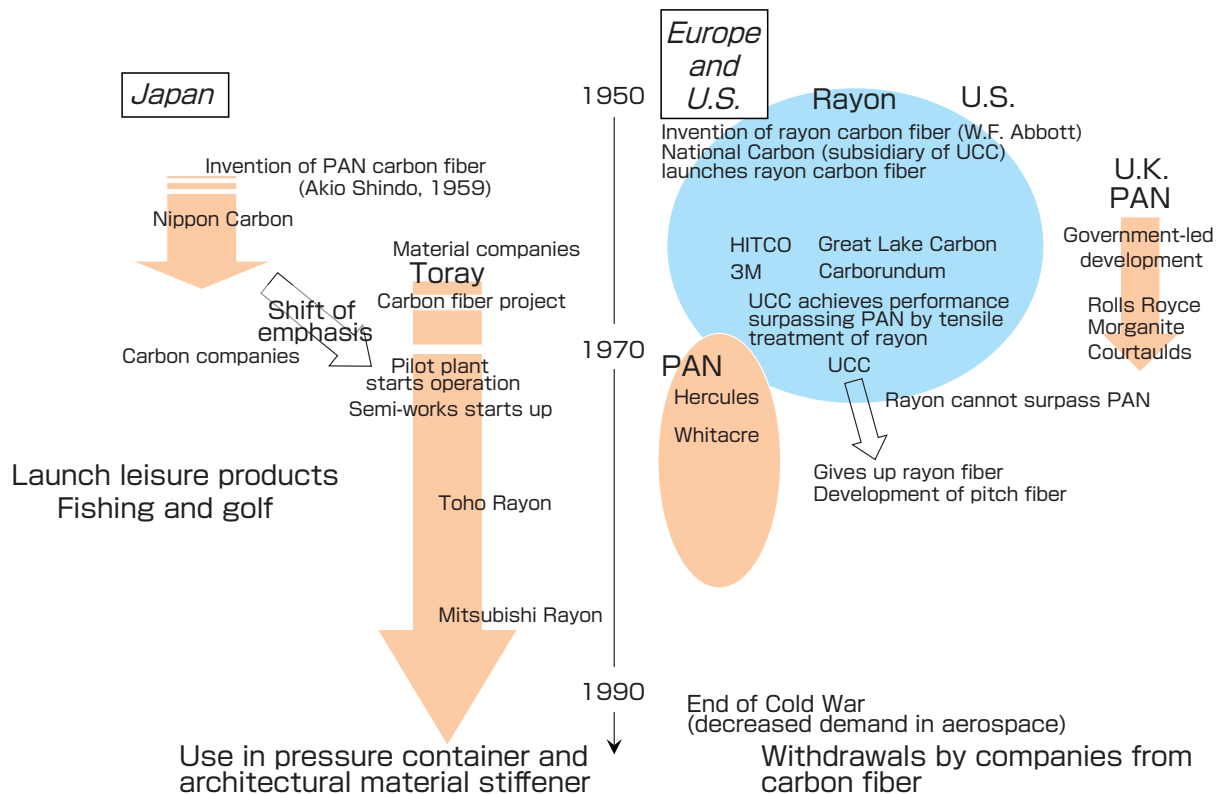 Japan
Invention of PAN carbon fiber
(Akio Shindo, 1959)
Nippon Carbon
Material companies
Toray
Carbon fiber project
Shift of
emphasis
Carbon companies
Pilot plant
starts operation
Semi-works starts up
Launch leisure products
Fishing and golf
Toho Rayon
Mitsubishi Rayon
Use in pressure container and
architectural material stiffener
1950
1970
1990
Europe
and
U.S.
Rayon
U.S.
Invention of rayon carbon fiber (W.F. Abbott)
National Carbon (subsidiary of UCC)
launches rayon carbon fiber
HITCO
Great Lake Carbon
3M
Carborundum
UCC achieves performance
surpassing PAN by tensile
treatment of rayon
UCC
PAN
Hercules
Whitacre
Rayon cannot surpass PAN
Gives up rayon fiber
Development of pitch fiber
U.K.
PAN
Government-led
development
Rolls Royce
Morganite
Courtaulds
End of Cold War
(decreased demand in aerospace)
Withdrawals by companies from
carbon fiber